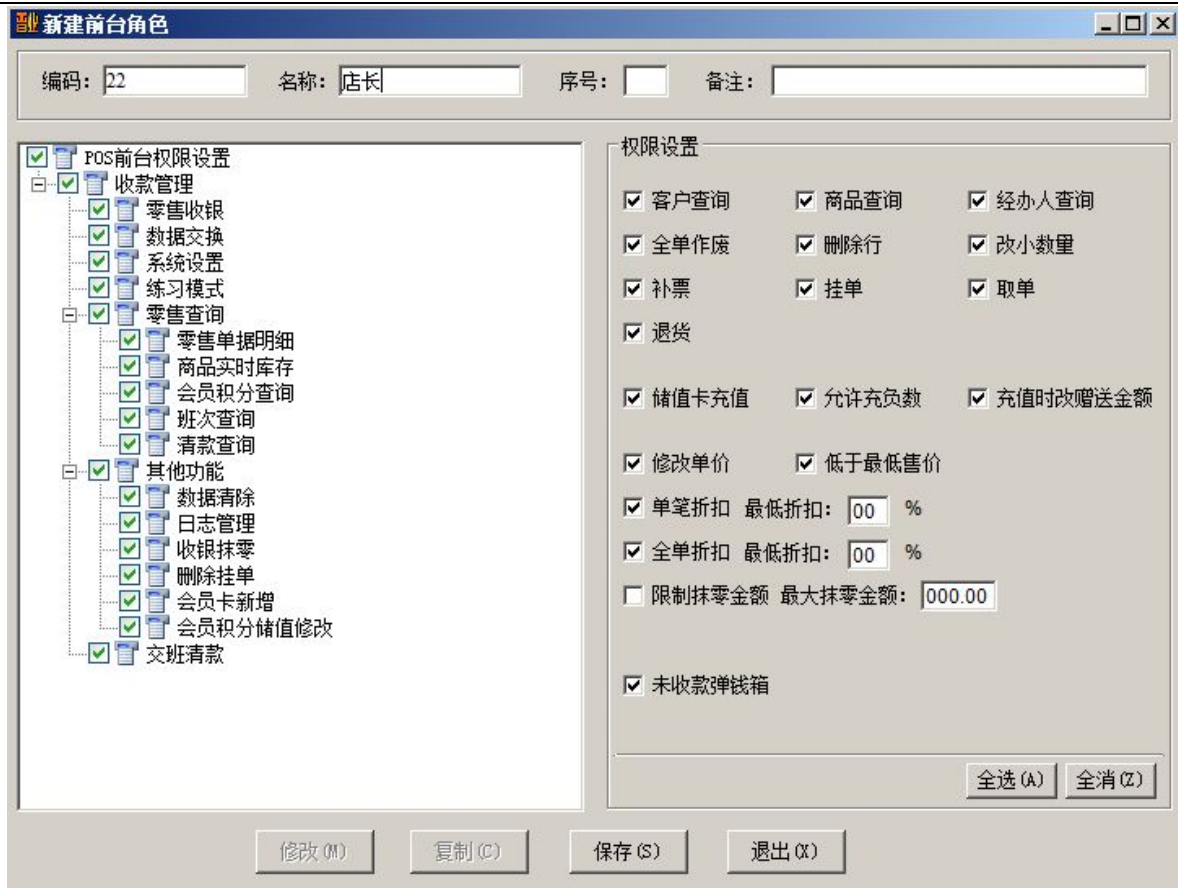 新建前台角色
编码: 22 名称: 店长 序号: 备注:
POS前台权限设置
收款管理
零售收银
数据交换
系统设置
练习模式
零售查询
零售单据明细
商品实时库存
会员积分查询
班次查询
清款查询
其他功能
数据清除
日志管理
收银抹零
删除挂单
会员卡新增
会员积分储值修改
交班清款
权限设置
客户查询 商品查询 经办人查询
全单作废 删除行 改小数量
补票 挂单 取单
退货
储值卡充值 允许充负数 充值时改赠送金额
修改单价 低于最低售价
单笔折扣 最低折扣: 00 %
全单折扣 最低折扣: 00 %
限制抹零金额 最大抹零金额: 000.00
未收款弹钱箱
全选(A) 全消(Z)
修改(M) 复制(C) 保存(S) 退出(X)